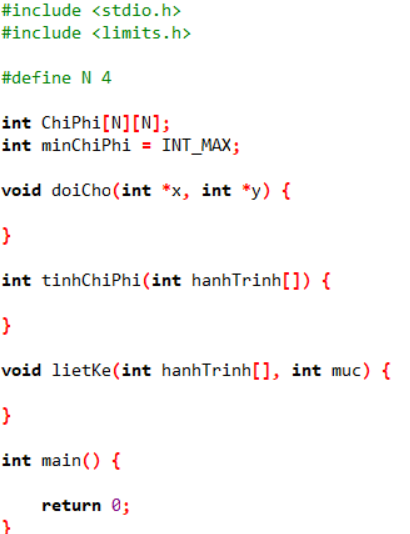 #include <stdio.h>
#include <limits.h>
#define N 4
int ChiPhi[N][N];
int minChiPhi = INT_MAX;
void doiCho(int *x, int *y) {
}
int tinhChiPhi(int hanhTrinh[]) {
}
void lietKe(int hanhTrinh[], int muc) {
}
int main() {
    return 0;
}